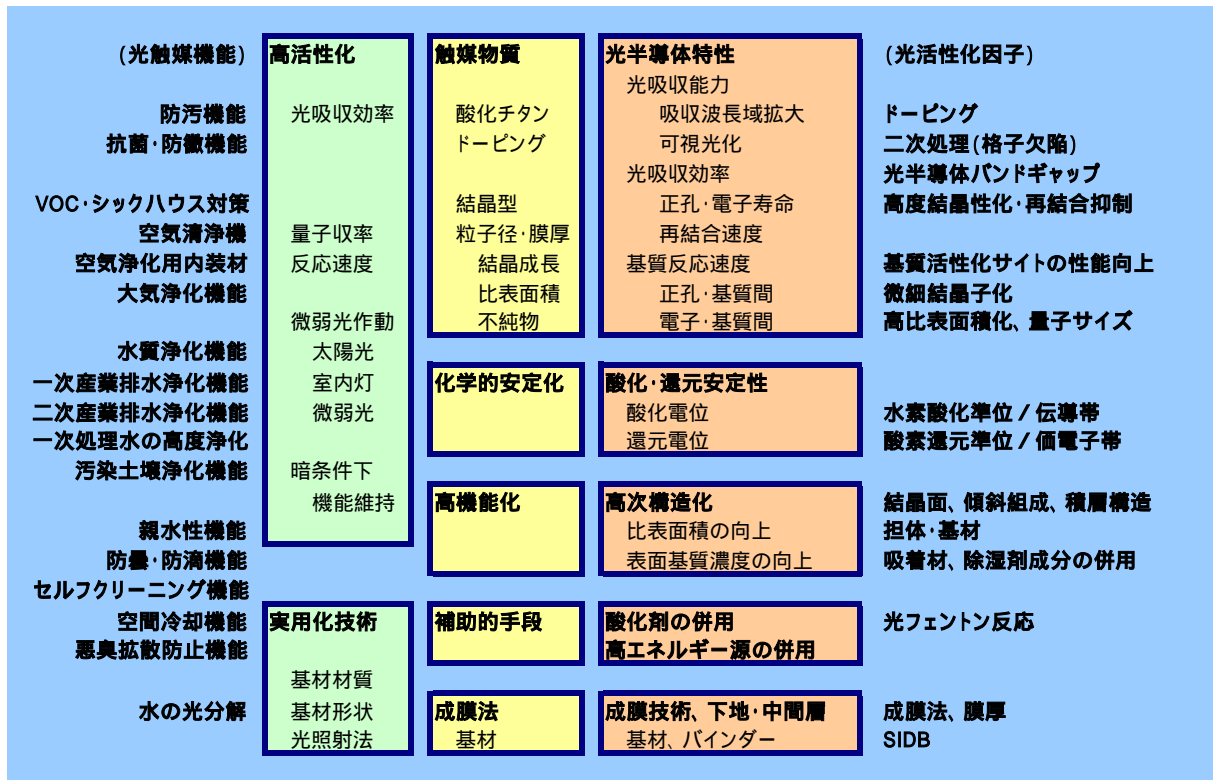 (光触媒機能) 高活性化 触媒物質 光半導体特性 (光活性化因子)
光吸収能力
防汚機能 光吸収効率 酸化チタン 吸収波長域拡大 ドーピング
抗菌・防黴機能 ドーピング 可視光化 二次処理(格子欠陥)
光吸収効率 光半導体バンドギャップ
VOC・シックハウス対策 結晶型 正孔・電子寿命 高度結晶性化・再結合抑制
空気清浄機 量子収率 粒子径・膜厚 再結合速度
空気浄化用内装材 反応速度 結晶成長 基質反応速度 基質活性化サイトの性能向上
大気浄化機能 比表面積 正孔・基質間 微細結晶子化
微弱光作動 不純物 電子・基質間 高比表面積化、量子サイズ
水質浄化機能 太陽光
一次産業排水浄化機能 室内灯 化学的安定化 酸化・還元安定性
二次産業排水浄化機能 微弱光 酸化電位 水素酸化準位 / 伝導帯
一次処理水の高度浄化 還元電位 酸素還元準位 / 価電子帯
汚染土壌浄化機能 暗条件下
機能維持 高機能化 高次構造化 結晶面、傾斜組成、積層構造
親水性機能 比表面積の向上 担体・基材
防曇・防滴機能 表面基質濃度の向上 吸着材、除湿剤成分の併用
セルフクリーニング機能
空間冷却機能 実用化技術 補助的手段 酸化剤の併用 光フェントン反応
悪臭拡散防止機能 高エネルギー源の併用
基材材質
水の光分解 基材形状 成膜法 成膜技術、下地・中間層 成膜法、膜厚
光照射法 基材 基材、バインダー SIDB